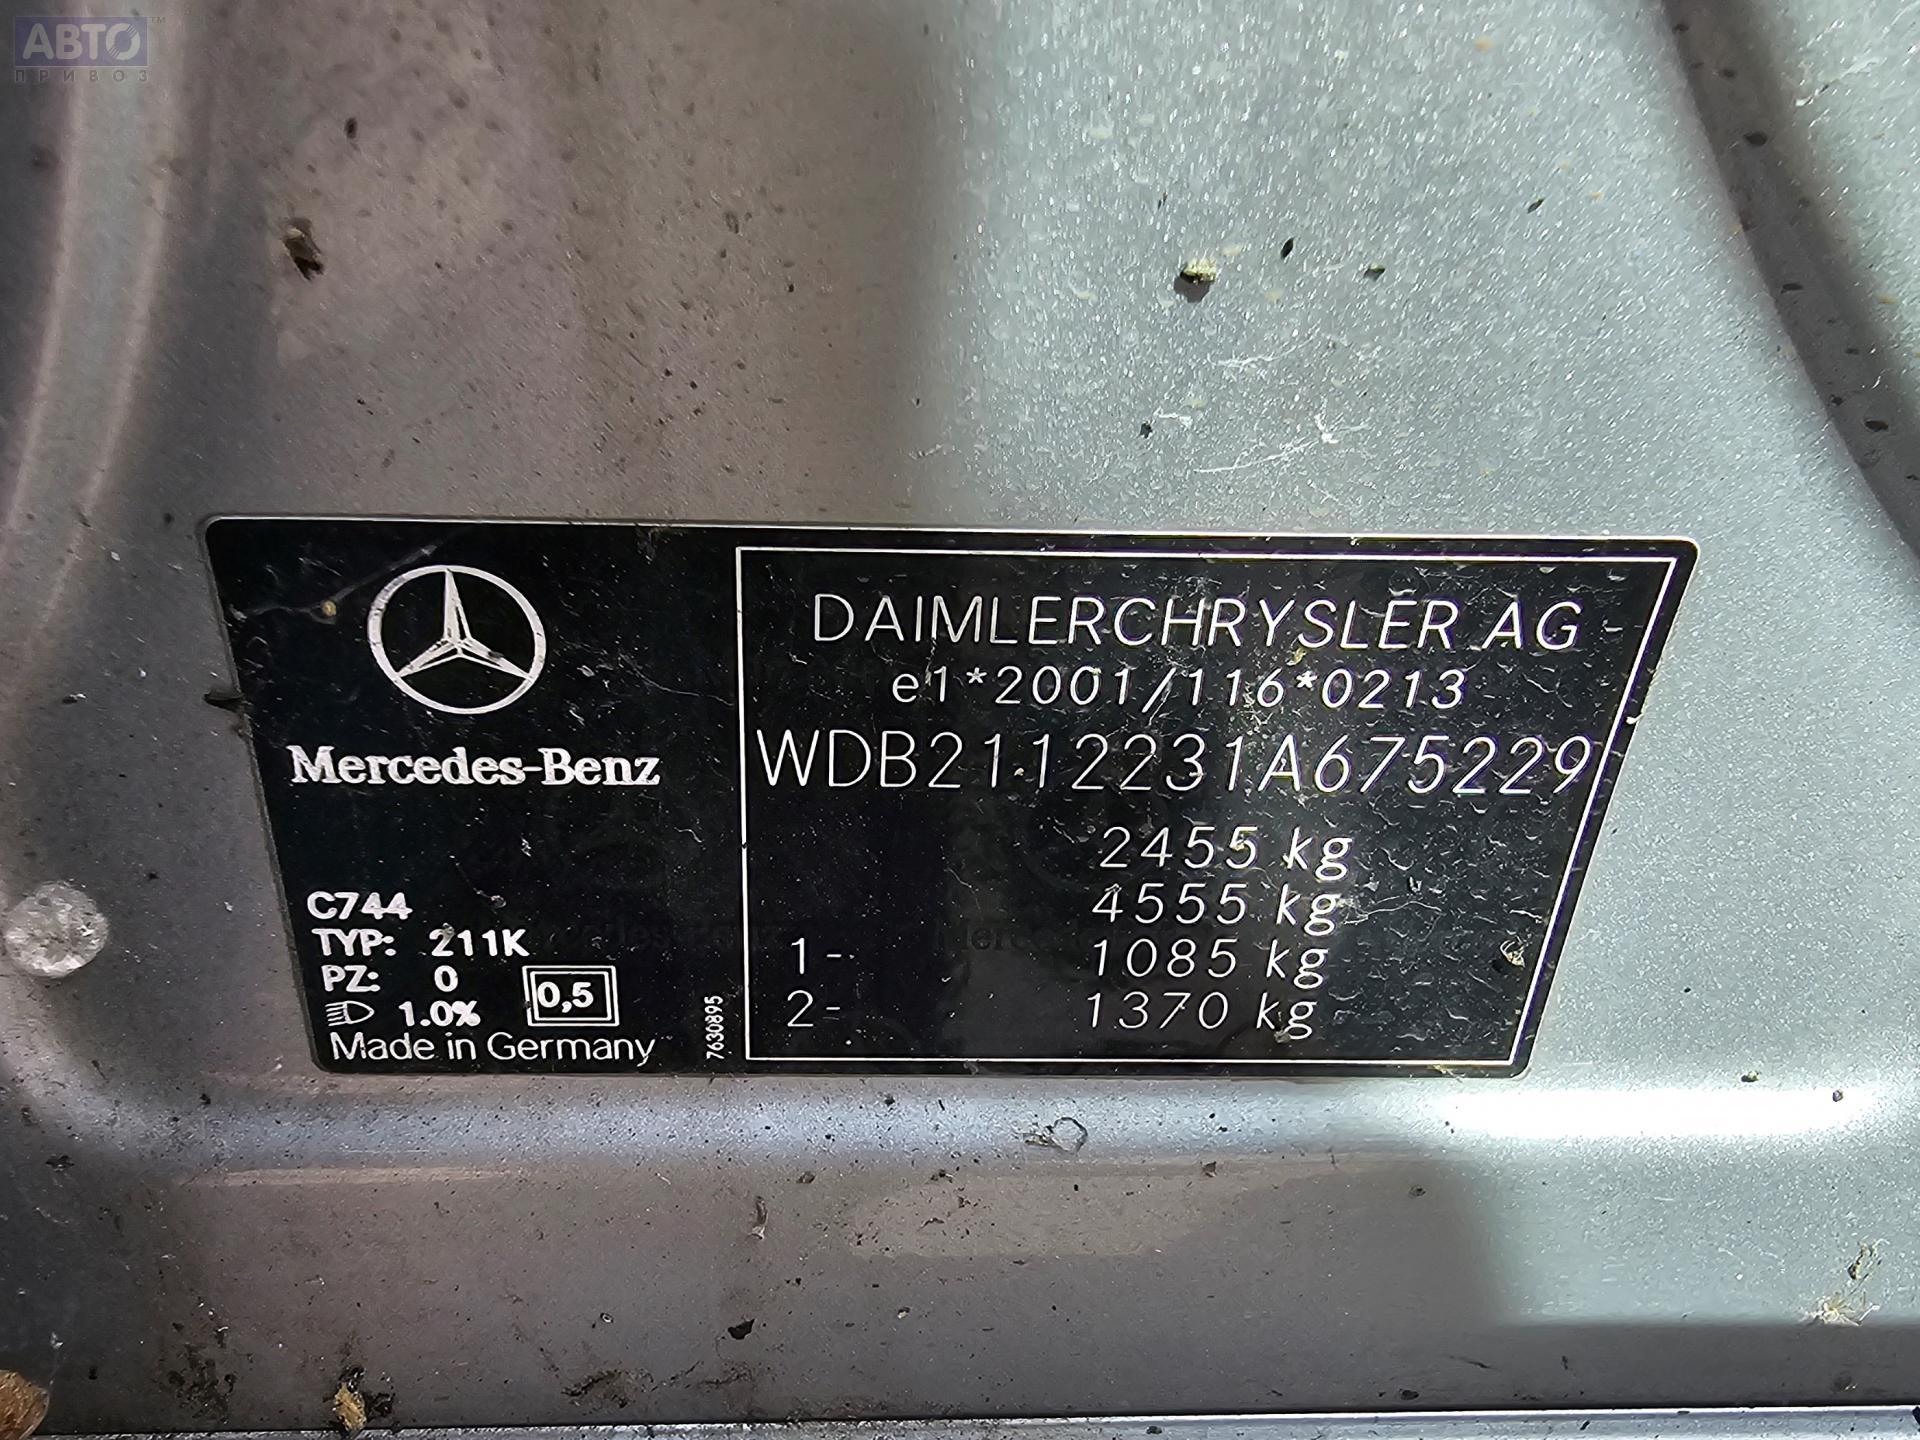 АВТО
ПРИВОЗ
Mercedes-Benz
C744
TYP: 211K
PZ: 0
1.0% 0,5
Made in Germany
7630895
DAIMLERCHRYSLER AG
e1*2001/116*0213
WDB2112231A675229
2455 kg
4555 kg
1- 1085 kg
2- 1370 kg